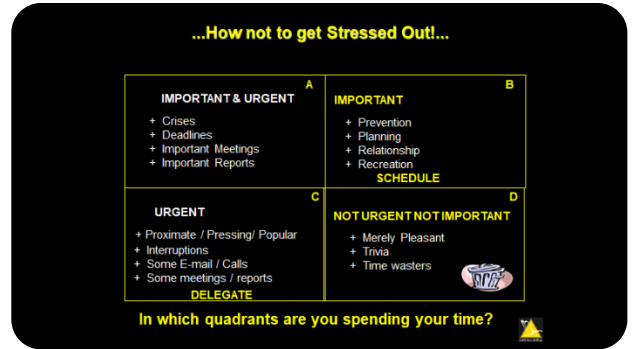 ...How not to get Stressed Out!...
A
IMPORTANT & URGENT
+ Crises
+ Deadlines
+ Important Meetings
+ Important Reports
B
IMPORTANT
+ Prevention
+ Planning
+ Relationship
+ Recreation
SCHEDULE
C
URGENT
+ Proximate / Pressing/ Popular
+ Interruptions
+ Some E-mail / Calls
+ Some meetings / reports
DELEGATE
D
NOT URGENT NOT IMPORTANT
+ Merely Pleasant
+ Trivia
+ Time wasters
In which quadrants are you spending your time?